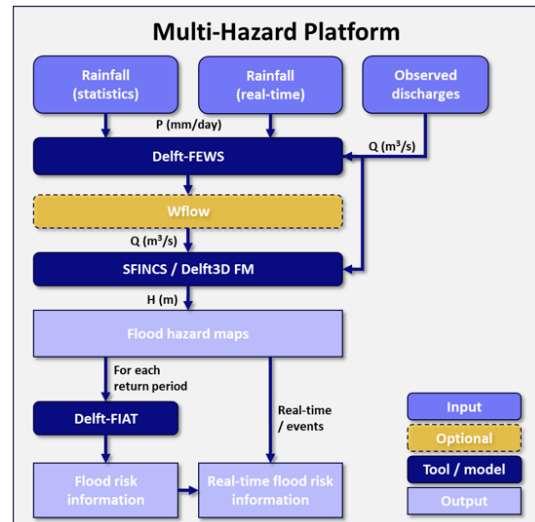 Multi-Hazard Platform
Rainfall
(statistics)
Rainfall
(real-time)
Observed
discharges
P (mm/day)
Q (m³/s)
Delft-FEWS
Wflow
Q (m³/s)
SFINCS / Delft3D FM
H (m)
Flood hazard maps
For each
return period
Delft-FIAT
Real-time
/ events
Flood risk
information
Real-time flood risk
information
Input
Optional
Tool / model
Output